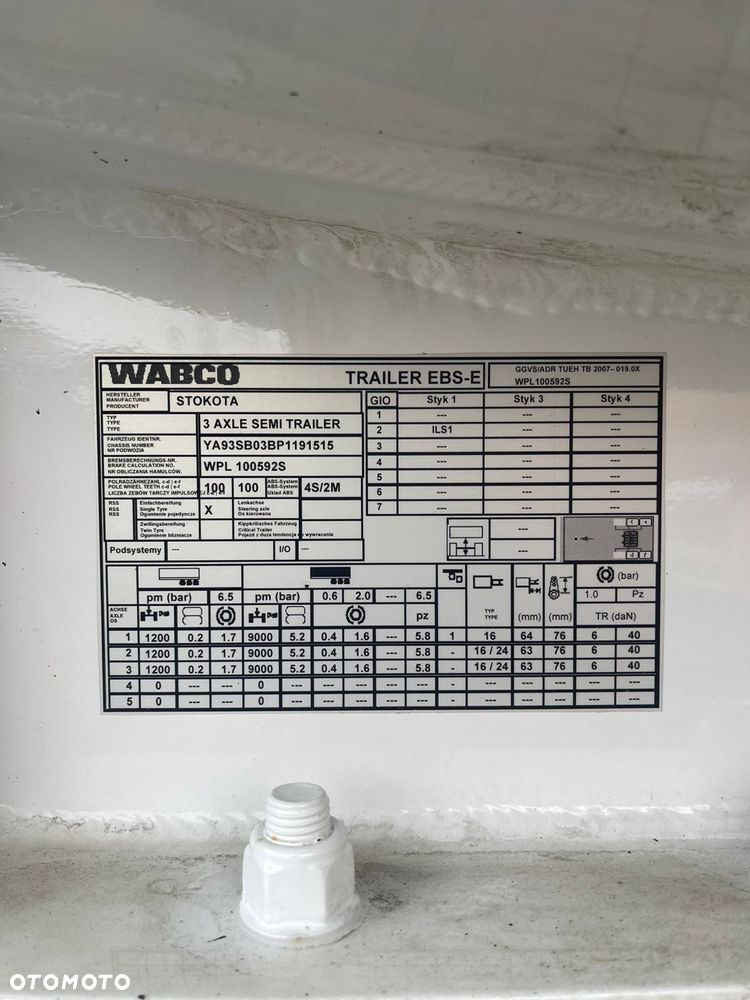 WABCO TRAILER EBS-E GGVS/ADR TUEH TB 2007– 019.0X
WPL100592S
HERSTELLER
MANUFACTURER
PRODUCENT
STOKOTA
GIO Styk 1 Styk 3 Styk 4
1 --- --- ---
2 ILS1 --- ---
3 --- --- ---
4 --- --- ---
5 --- --- ---
6 --- --- ---
7 --- --- ---
TYP
TYPE
TYPE
3 AXLE SEMI TRAILER
FAHRZEUG IDENTNR.
CHASSIS NUMBER
NR PODWOZIA
YA93SB03BP1191515
BREMSBERECHNUNGS-NR.
BRAKE CALCULATION NO.
NR OBLICZANIA HAMULCÓW.
WPL 100592S
POLRADZÄHNEZAHL c-d | e-f
POLE WHEEL TEETH c-d | e-f
LICZBA ZEBÓW TARCZY IMPULSOWEJ
100 100
ABS-System
ABS-System
Uklad ABS
4S/2M
RSS Einfachbereifung
RSS Single Tyre
RSS Ogumienie pojedyncze
X
Lenkachse
Steering axle
Os kierowana
Zwillingsbereifung
Twin Tyre
Ogumienie blizniacze
Kippkritisches Fahrzeug
Critical Trailer
Pojazd z duza tendencja do wywracania
--- ---
--- ---
Podsystemy --- I/O ---
pm (bar) 6.5 pm (bar) 0.6 2.0 --- 6.5
(bar)
1.0 Pz
ACHSE
AXLE
OS
pz
TYP
TYPE
(mm) (mm) TR (daN)
1 1200 0.2 1.7 9000 5.2 0.4 1.6 --- 5.8 1 16 64 76 6 40
2 1200 0.2 1.7 9000 5.2 0.4 1.6 --- 5.8 - 16 / 24 63 76 6 40
3 1200 0.2 1.7 9000 5.2 0.4 1.6 --- 5.8 - 16 / 24 63 76 6 40
4 0 --- --- 0 --- --- --- --- --- - --- --- --- --- ---
5 0 --- --- 0 --- --- --- --- --- - --- --- --- --- ---
OTOMOTO